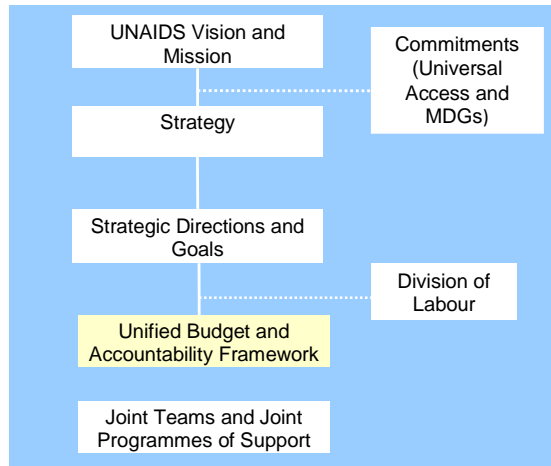 UNAIDS Vision and
Mission
Commitments
(Universal
Access and
MDGs)
Strategy
Strategic Directions and
Goals
Division of
Labour
Unified Budget and
Accountability Framework
Joint Teams and Joint
Programmes of Support